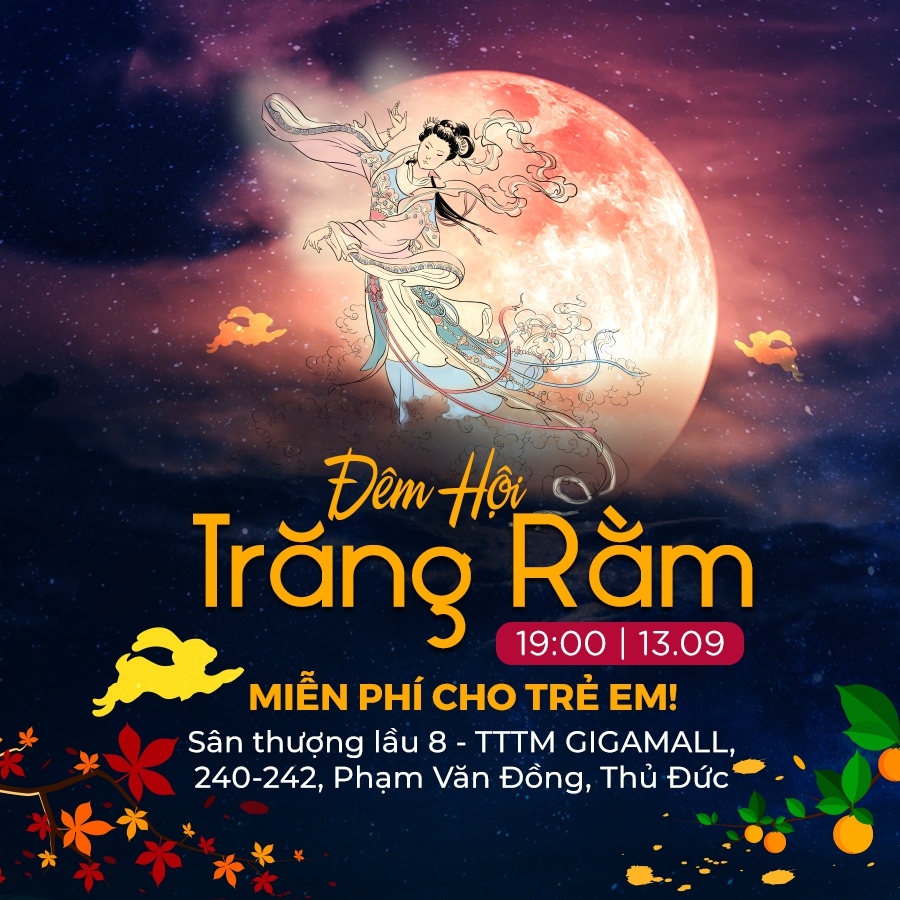 Đêm Hội
Trăng Rằm
19:00 | 13.09
MIỄN PHÍ CHO TRẺ EM!
Sân thượng lầu 8 - TTTM GIGAMALL,
240-242, Phạm Văn Đồng, Thủ Đức